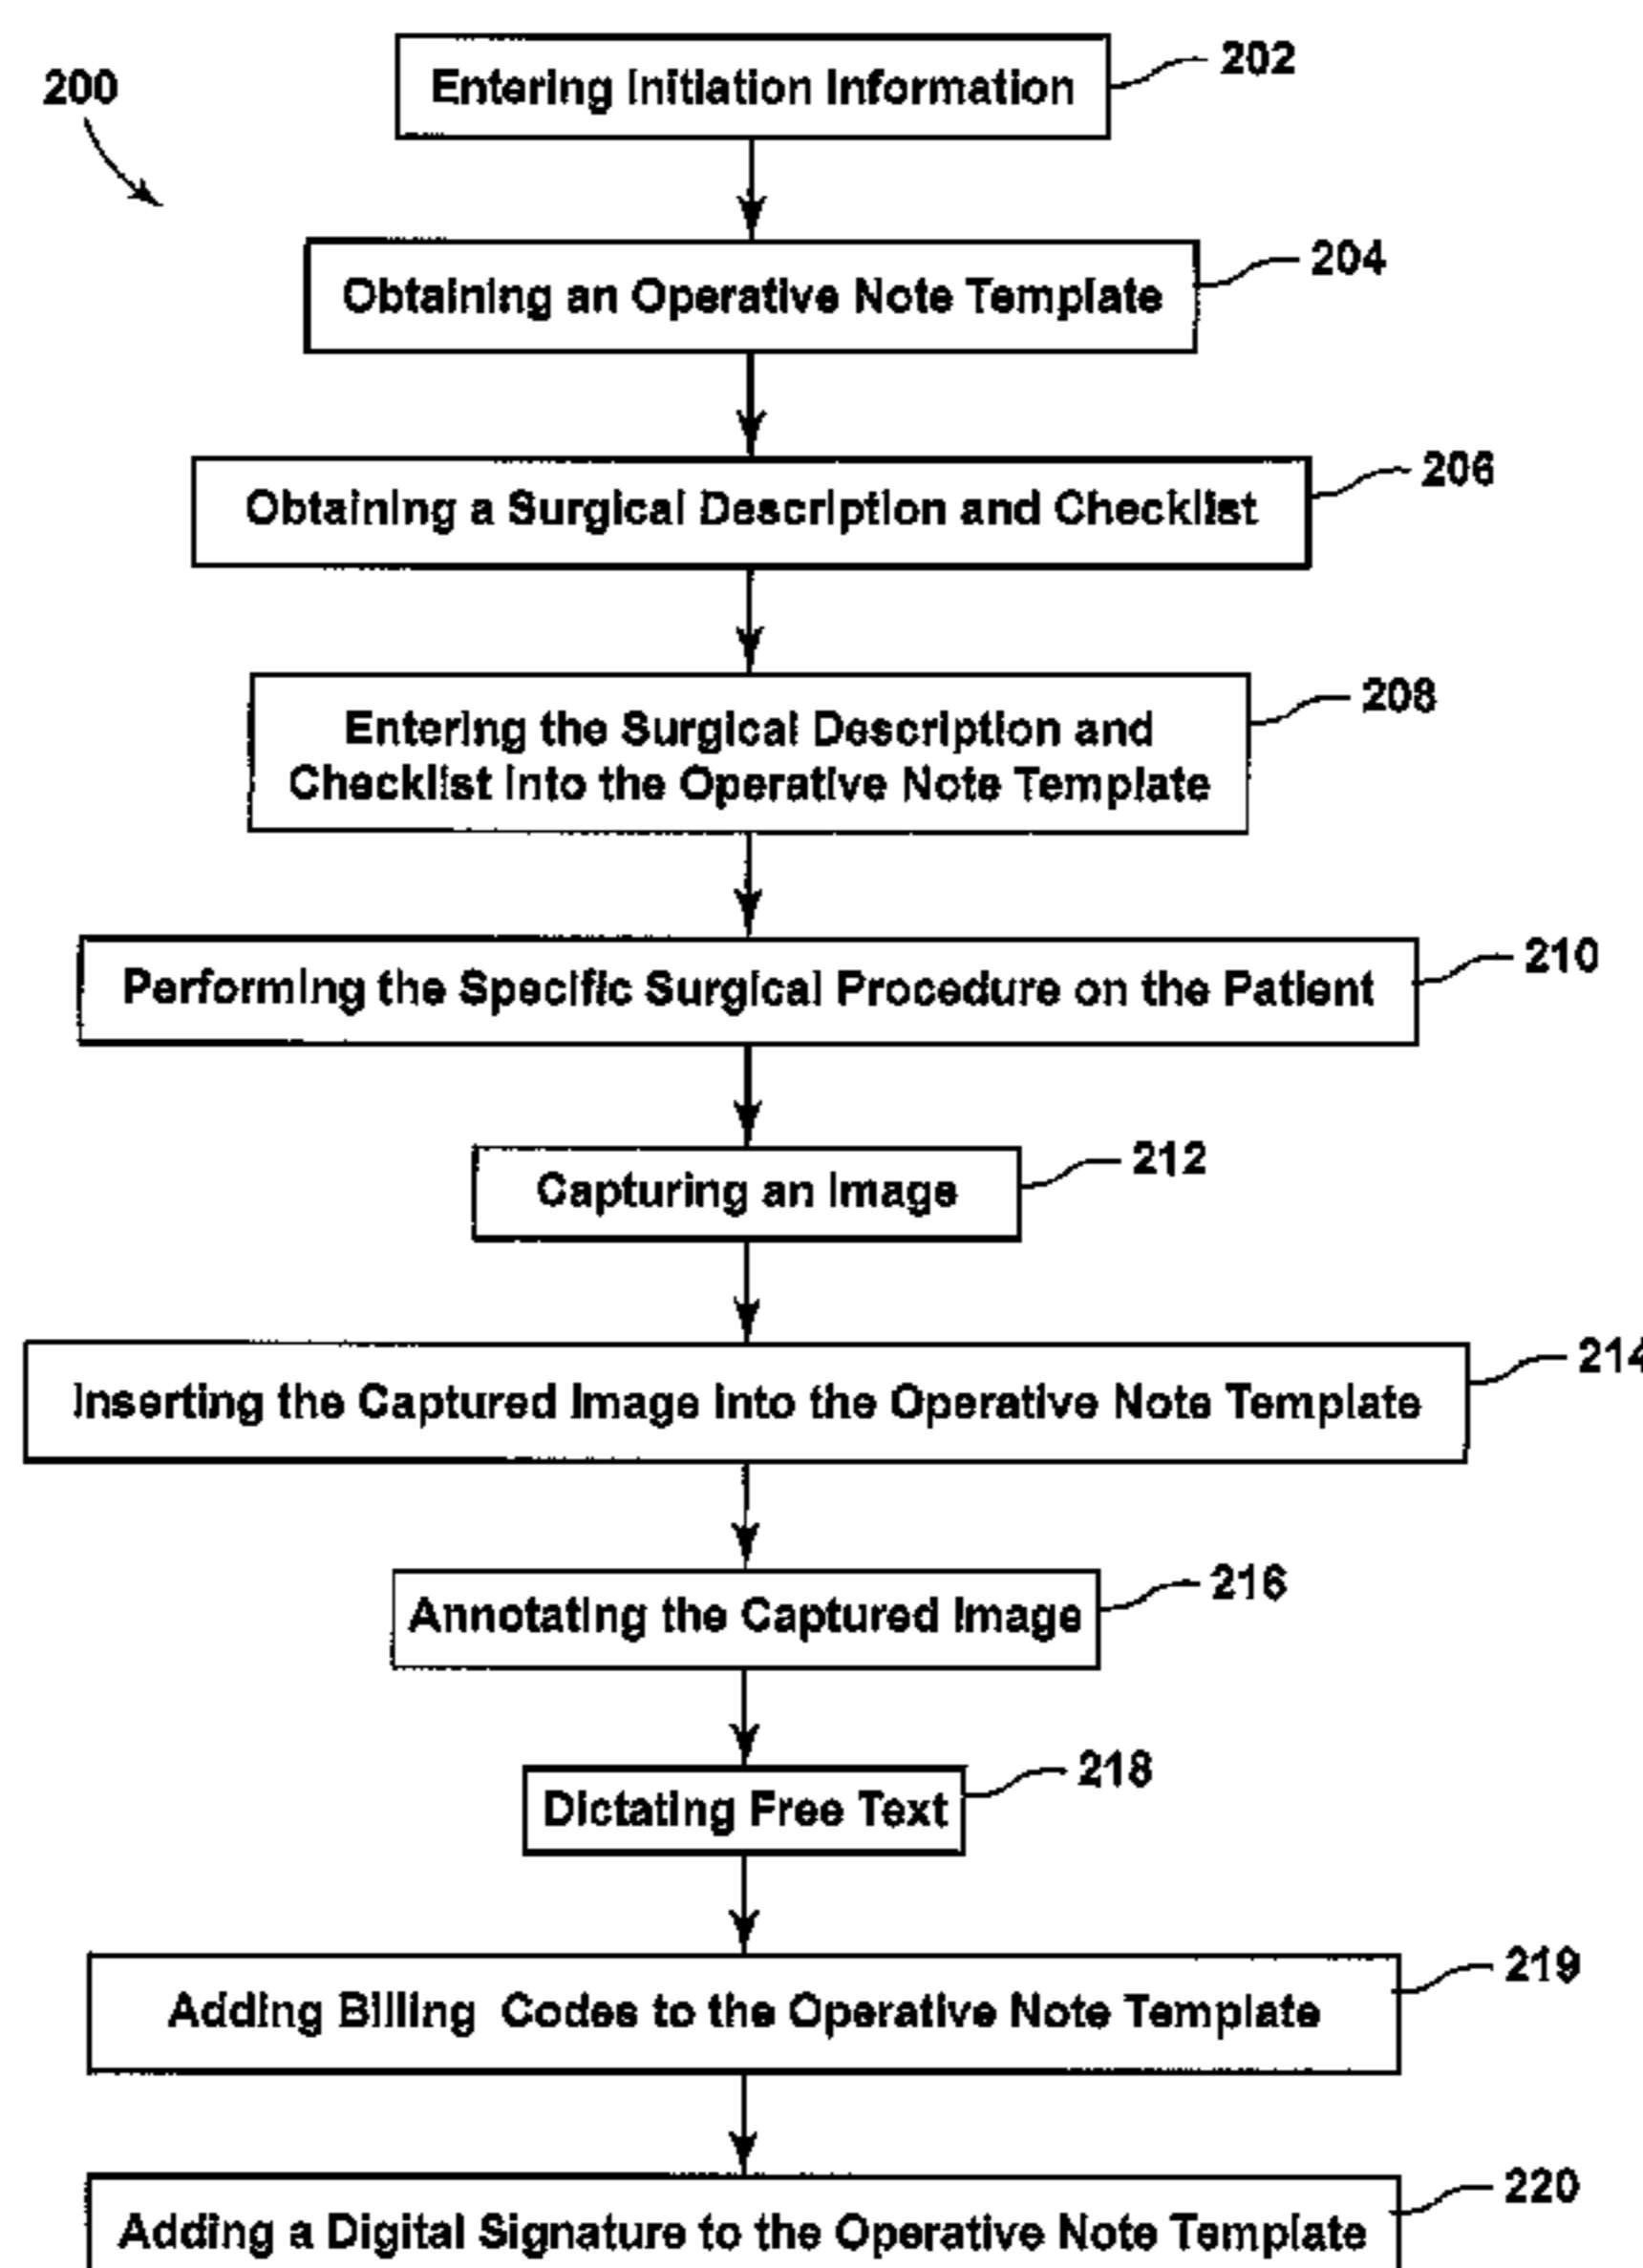 200
Entering Initiation Information
202
Obtaining an Operative Note Template
204
Obtaining a Surgical Description and Checklist
206
Entering the Surgical Description and
Checklist into the Operative Note Template
208
Performing the Specific Surgical Procedure on the Patient
210
Capturing an Image
212
Inserting the Captured Image into the Operative Note Template
214
Annotating the Captured Image
216
Dictating Free Text
218
Adding Billing Codes to the Operative Note Template
219
Adding a Digital Signature to the Operative Note Template
220